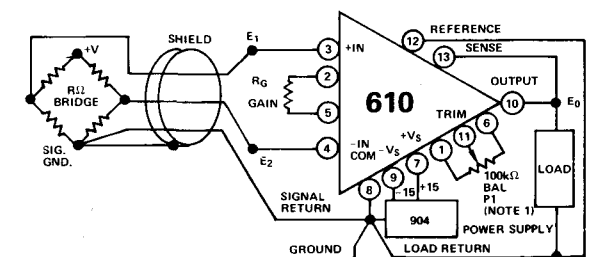 SHIELD
REFERENCE
12
SENSE
13
E1
3
+IN
+V
RΩ
BRIDGE
RG
GAIN
2
5
610
OUTPUT
10
E0
TRIM
6
11
1
E2
4
-IN
COM
-VS
+VS
7
9
8
SIG.
GND.
LOAD
100kΩ
BAL
P1
(NOTE 1)
-15
+15
SIGNAL
RETURN
904
POWER SUPPLY
GROUND
LOAD RETURN